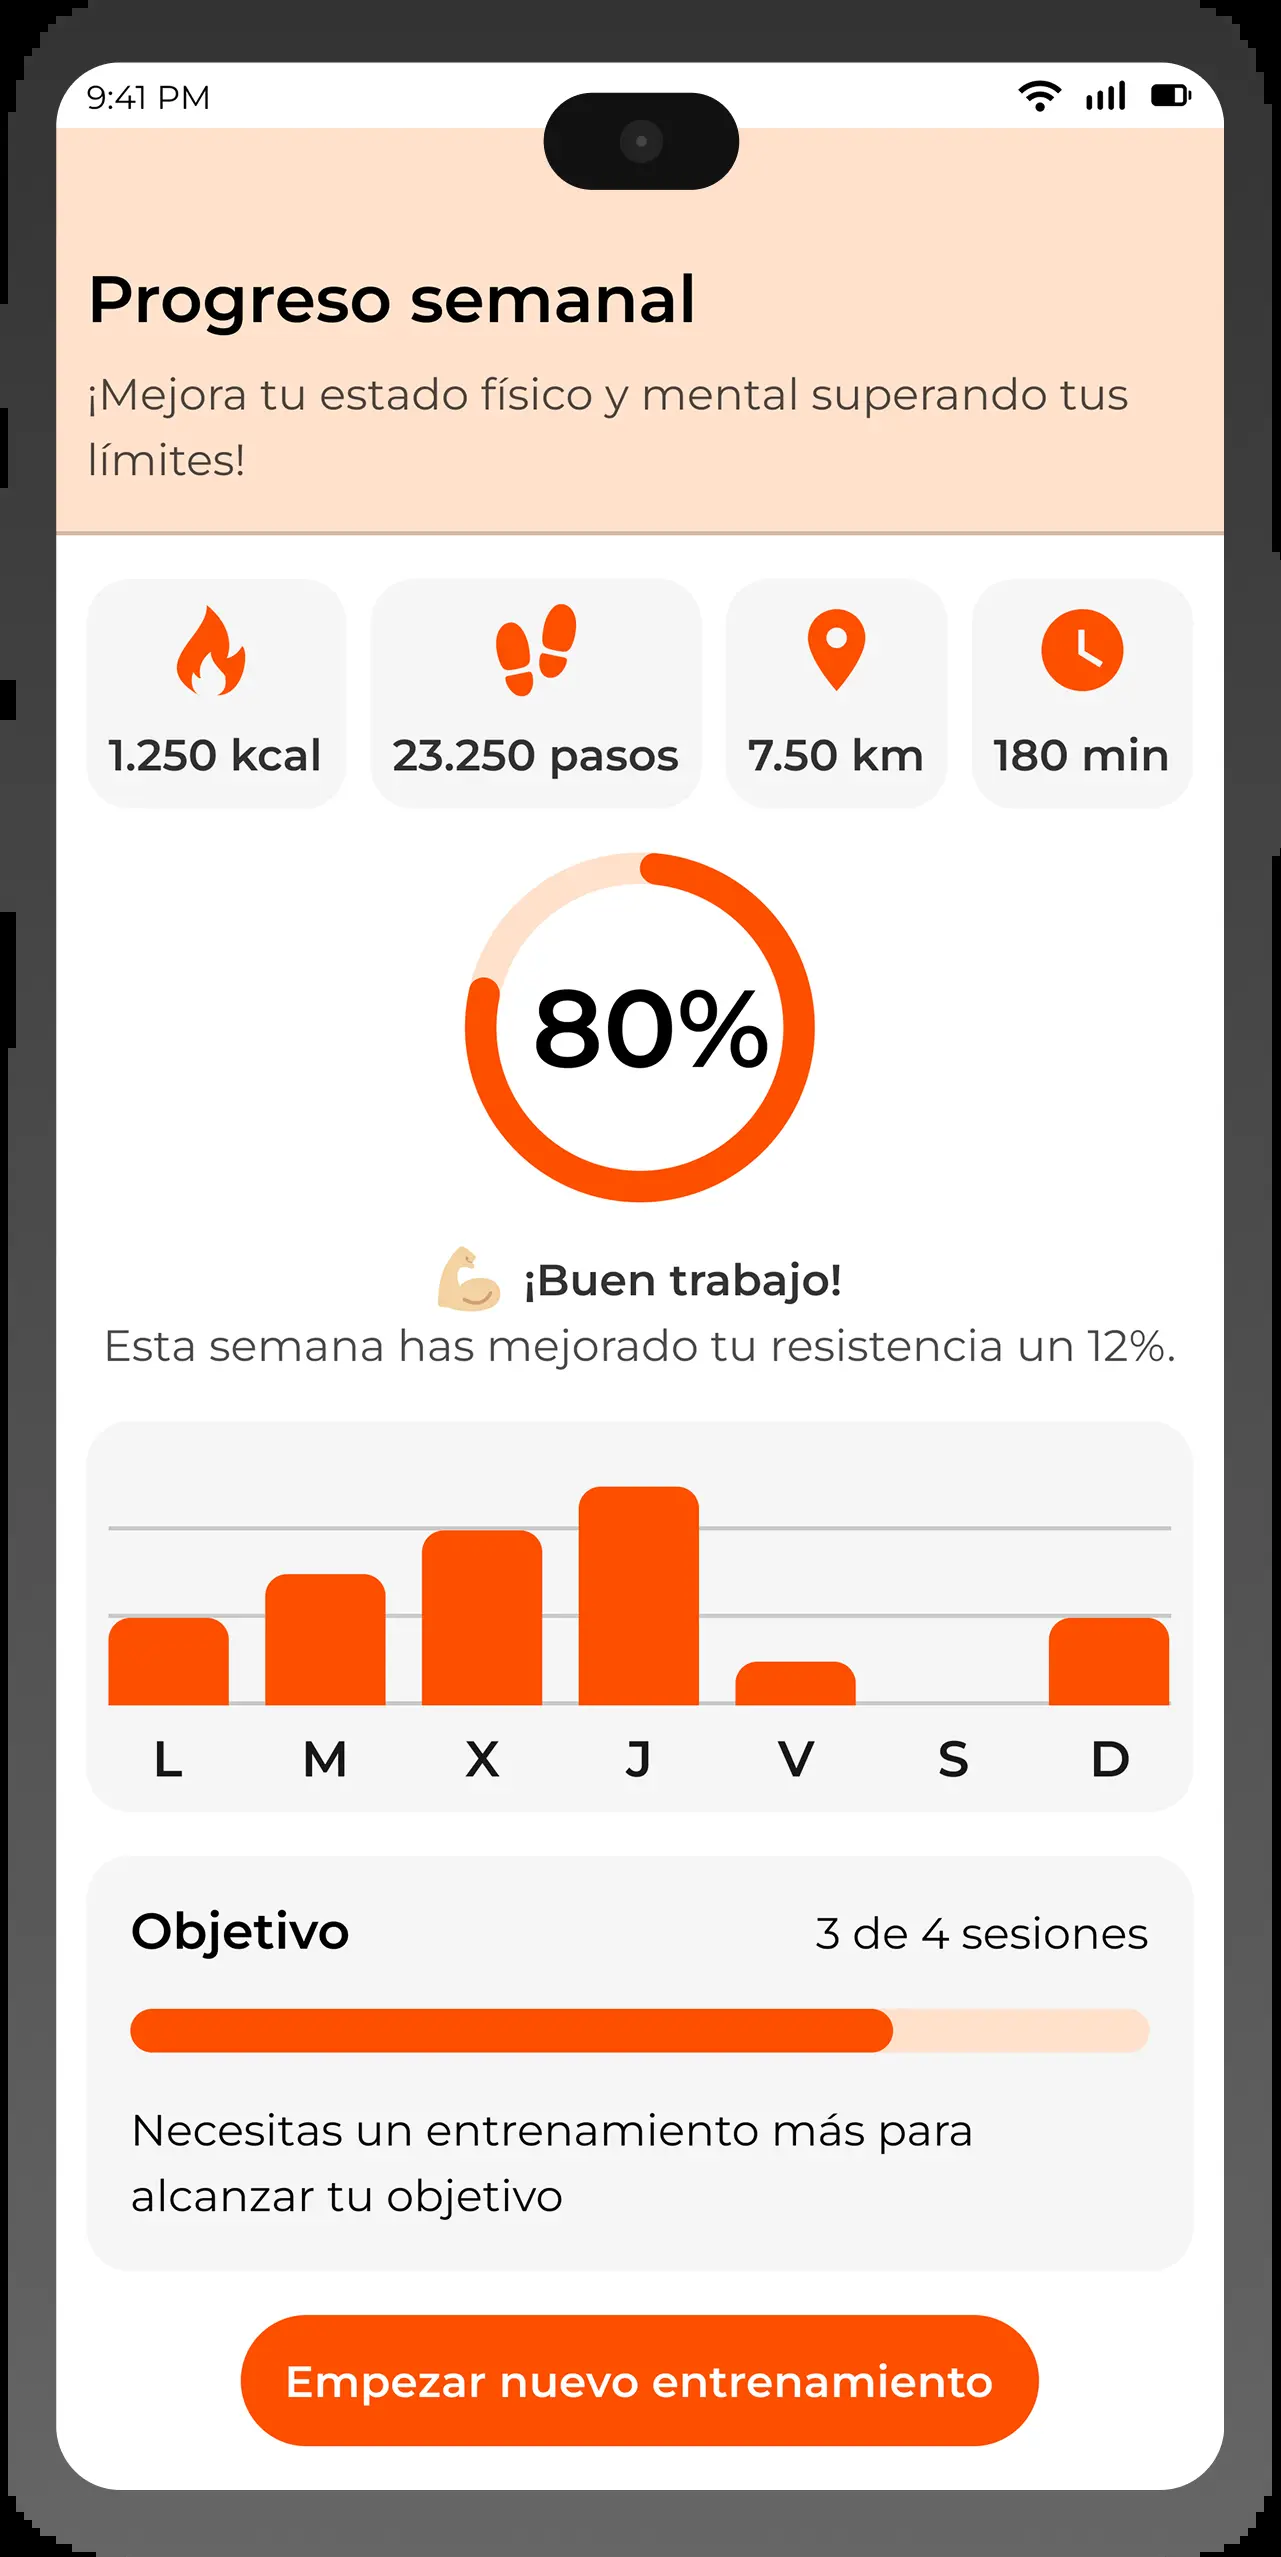 9:41 PM
Progreso semanal
¡Mejora tu estado físico y mental superando tus
límites!
1.250 kcal
23.250 pasos
7.50 km
180 min
80%
¡Buen trabajo!
Esta semana has mejorado tu resistencia un 12%.
L M X J V S D
Objetivo
3 de 4 sesiones
Necesitas un entrenamiento más para
alcanzar tu objetivo
Empezar nuevo entrenamiento